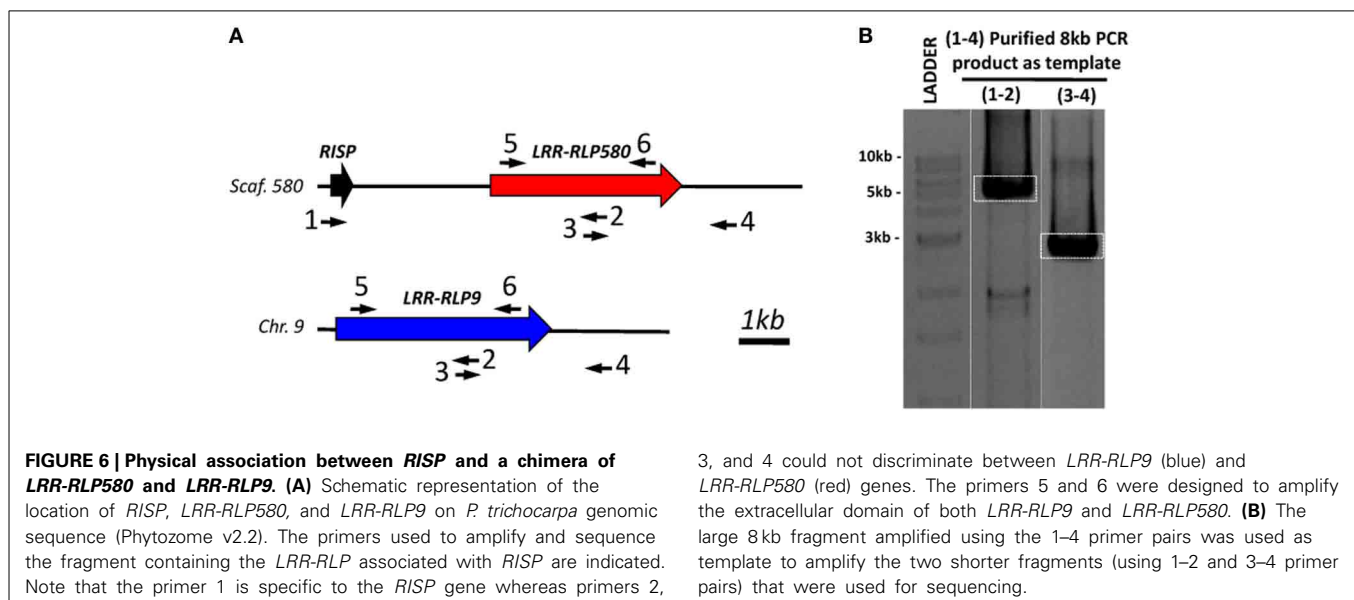 A
RISP
5
LRR-RLP580
6
Scaf. 580
1
3
2
4
5
LRR-RLP9
6
Chr. 9
3
2
4
1kb
B
LADDER
(1-4) Purified 8kb PCR
product as template
(1-2)
(3-4)
10kb -
5kb -
3kb -
FIGURE 6 | Physical association between RISP and a chimera of
LRR-RLP580 and LRR-RLP9. (A) Schematic representation of the
location of RISP, LRR-RLP580, and LRR-RLP9 on P. trichocarpa genomic
sequence (Phytozome v2.2). The primers used to amplify and sequence
the fragment containing the LRR-RLP associated with RISP are indicated.
Note that the primer 1 is specific to the RISP gene whereas primers 2,
3, and 4 could not discriminate between LRR-RLP9 (blue) and
LRR-RLP580 (red) genes. The primers 5 and 6 were designed to amplify
the extracellular domain of both LRR-RLP9 and LRR-RLP580. (B) The
large 8 kb fragment amplified using the 1–4 primer pairs was used as
template to amplify the two shorter fragments (using 1–2 and 3–4 primer
pairs) that were used for sequencing.